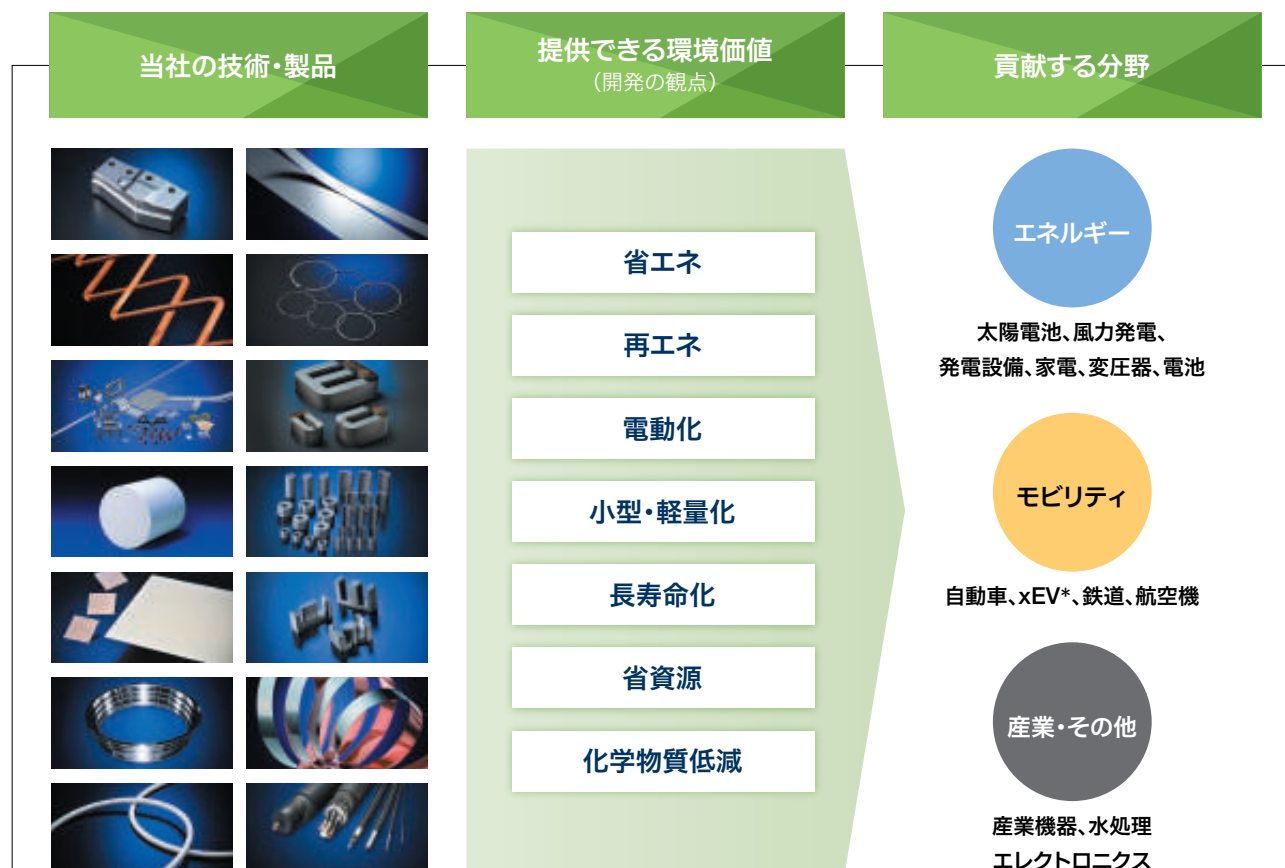 当社の技術・製品
提供できる環境価値
（開発の観点）
貢献する分野
省エネ
再エネ
電動化
小型・軽量化
長寿命化
省資源
化学物質低減
エネルギー
太陽電池、風力発電、
発電設備、家電、変圧器、電池
モビリティ
自動車、xEV*、鉄道、航空機
産業・その他
産業機器、水処理
エレクトロニクス